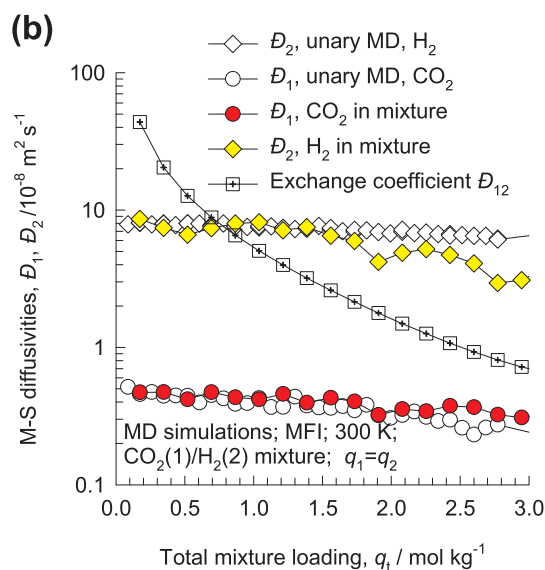 (b)
Đ2, unary MD, H2
Đ1, unary MD, CO2
Đ1, CO2 in mixture
Đ2, H2 in mixture
Exchange coefficient Đ12
100
10
1
0.1
M-S diffusivities, Đ1, Đ2 /10-8 m2 s-1
MD simulations; MFI; 300 K;
CO2(1)/H2(2) mixture; q1=q2
0.0 0.5 1.0 1.5 2.0 2.5 3.0
Total mixture loading, qt / mol kg-1